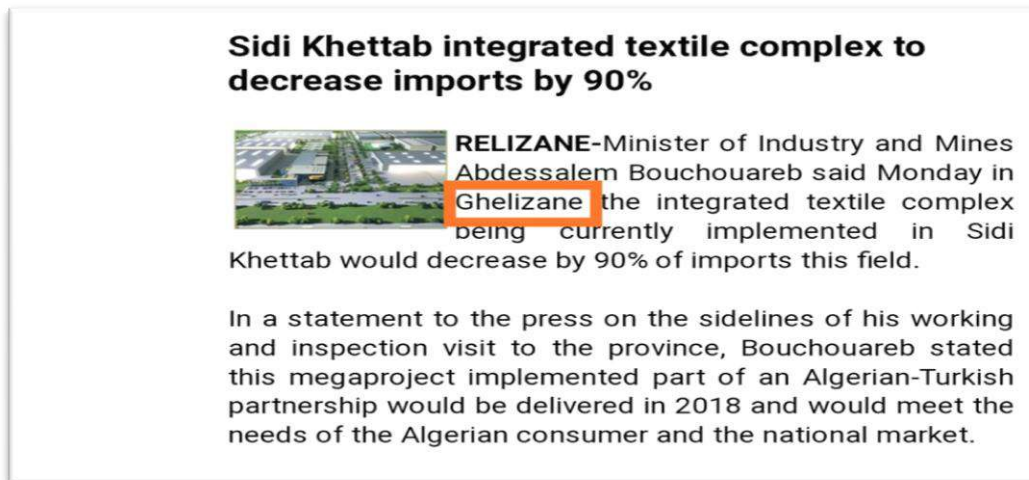 Sidi Khettab integrated textile complex to
decrease imports by 90%
RELIZANE-Minister of Industry and Mines
Abdessalem Bouchouareb said Monday in
Ghelizane the integrated textile complex
being currently implemented in Sidi
Khettab would decrease by 90% of imports this field.
In a statement to the press on the sidelines of his working
and inspection visit to the province, Bouchouareb stated
this megaproject implemented part of an Algerian-Turkish
partnership would be delivered in 2018 and would meet the
needs of the Algerian consumer and the national market.